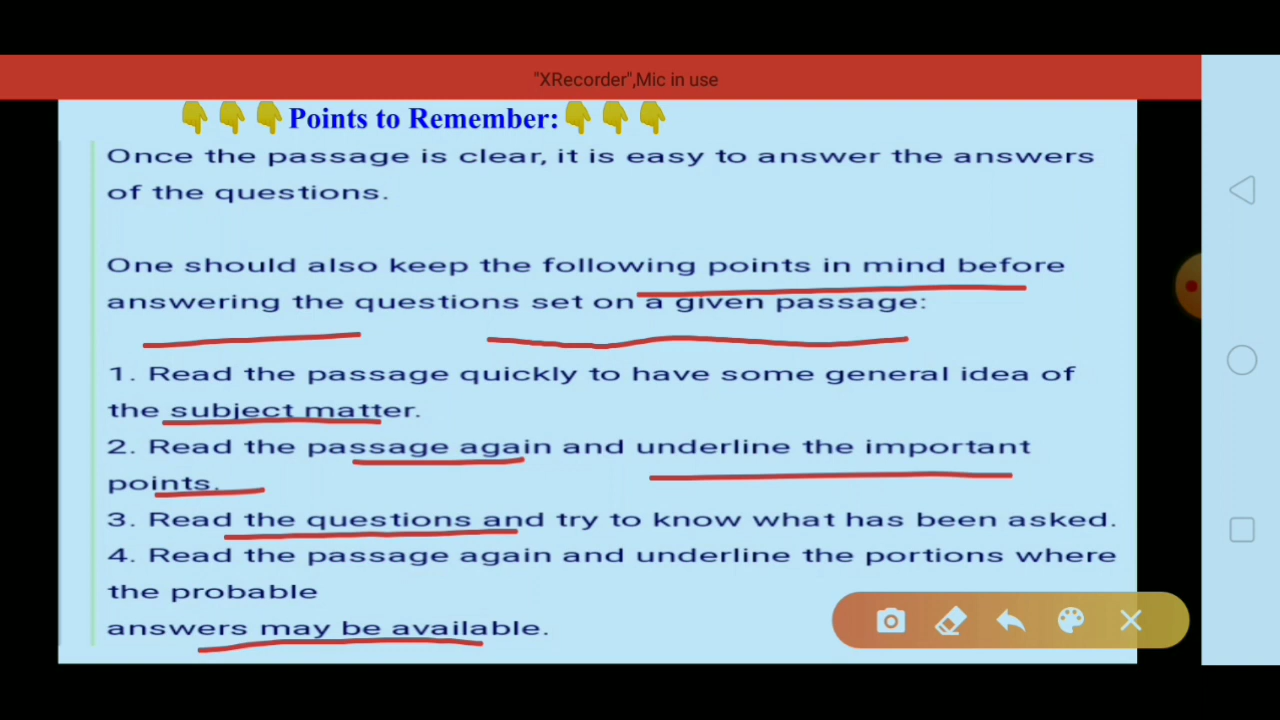 "XRecorder",Mic in use
👇👇👇Points to Remember:👇👇👇
Once the passage is clear, it is easy to answer the answers
of the questions.
One should also keep the following points in mind before
answering the questions set on a given passage:
1. Read the passage quickly to have some general idea of
the subject matter.
2. Read the passage again and underline the important
points.
3. Read the questions and try to know what has been asked.
4. Read the passage again and underline the portions where
the probable
answers may be available.